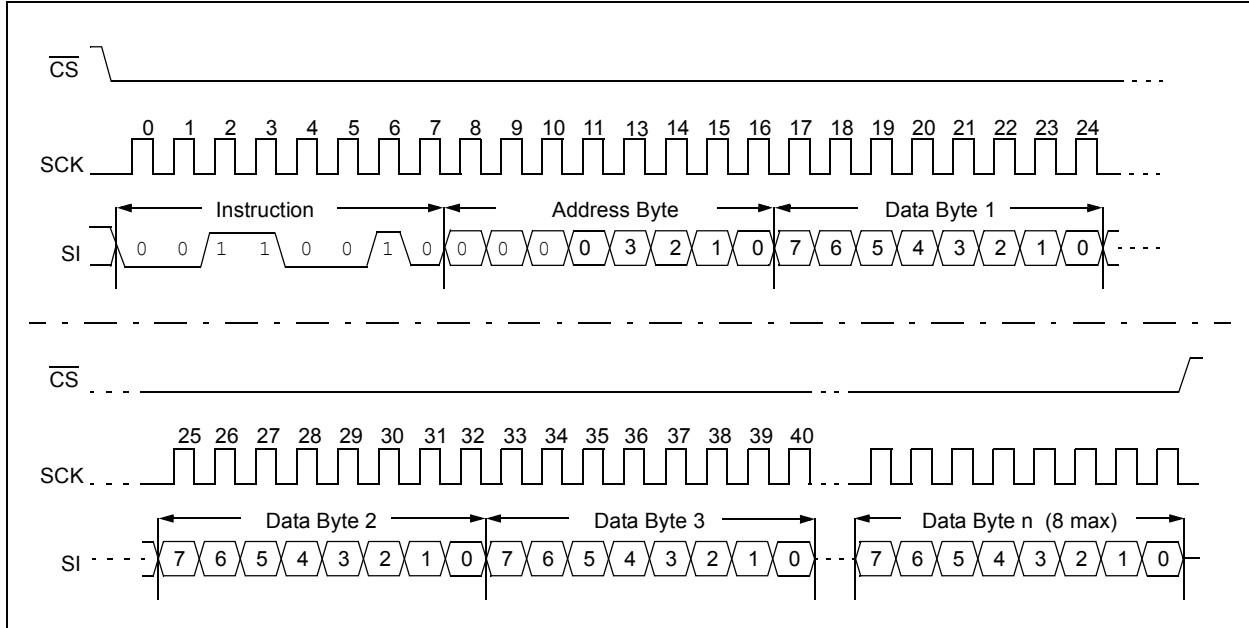 CS
0 1 2 3 4 5 6 7 8 9 10 11 13 14 15 16 17 18 19 20 21 22 23 24
SCK
Instruction Address Byte Data Byte 1
SI 0 0 1 1 0 0 1 0 0 0 0 0 3 2 1 0 7 6 5 4 3 2 1 0
CS
25 26 27 28 29 30 31 32 33 34 35 36 37 38 39 40
SCK
Data Byte 2 Data Byte 3 Data Byte n (8 max)
SI 7 6 5 4 3 2 1 0 7 6 5 4 3 2 1 0 7 6 5 4 3 2 1 0